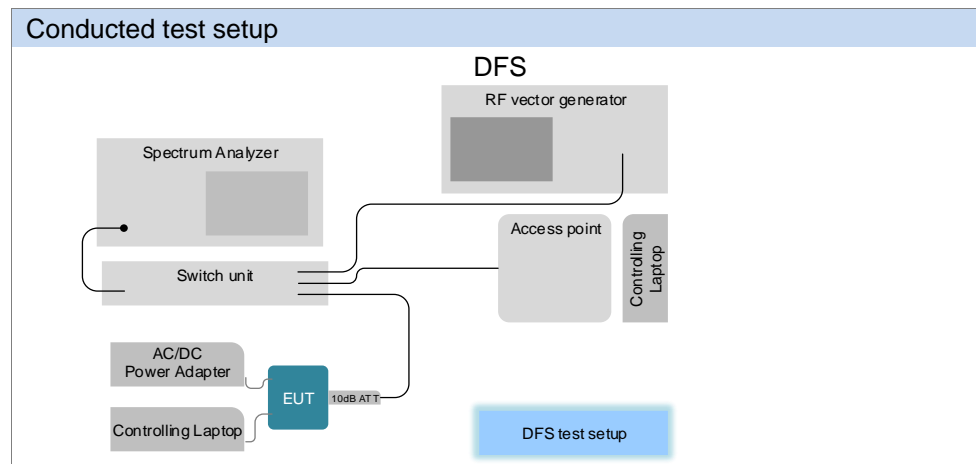 Conducted test setup
DFS
RF vector generator
Spectrum Analyzer
Access point
Controlling
Laptop
Switch unit
AC/DC
Power Adapter
EUT
10dB ATT
Controlling Laptop
DFS test setup